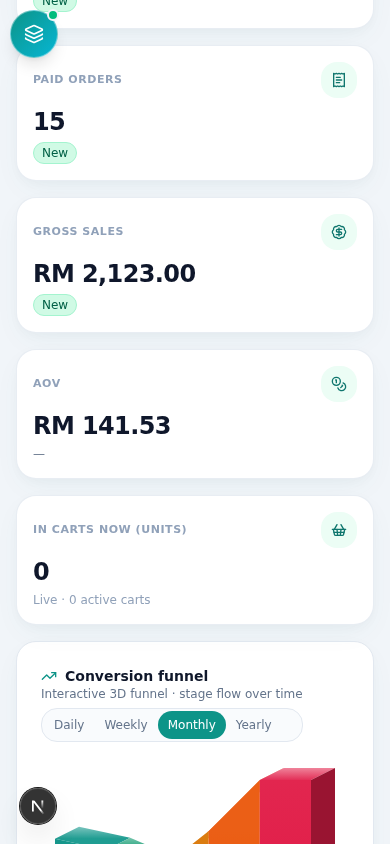 New
PAID ORDERS
15
New
GROSS SALES
RM 2,123.00
New
AOV
RM 141.53
—
IN CARTS NOW (UNITS)
0
Live · 0 active carts
Conversion funnel
Interactive 3D funnel · stage flow over time
Daily Weekly Monthly Yearly
N